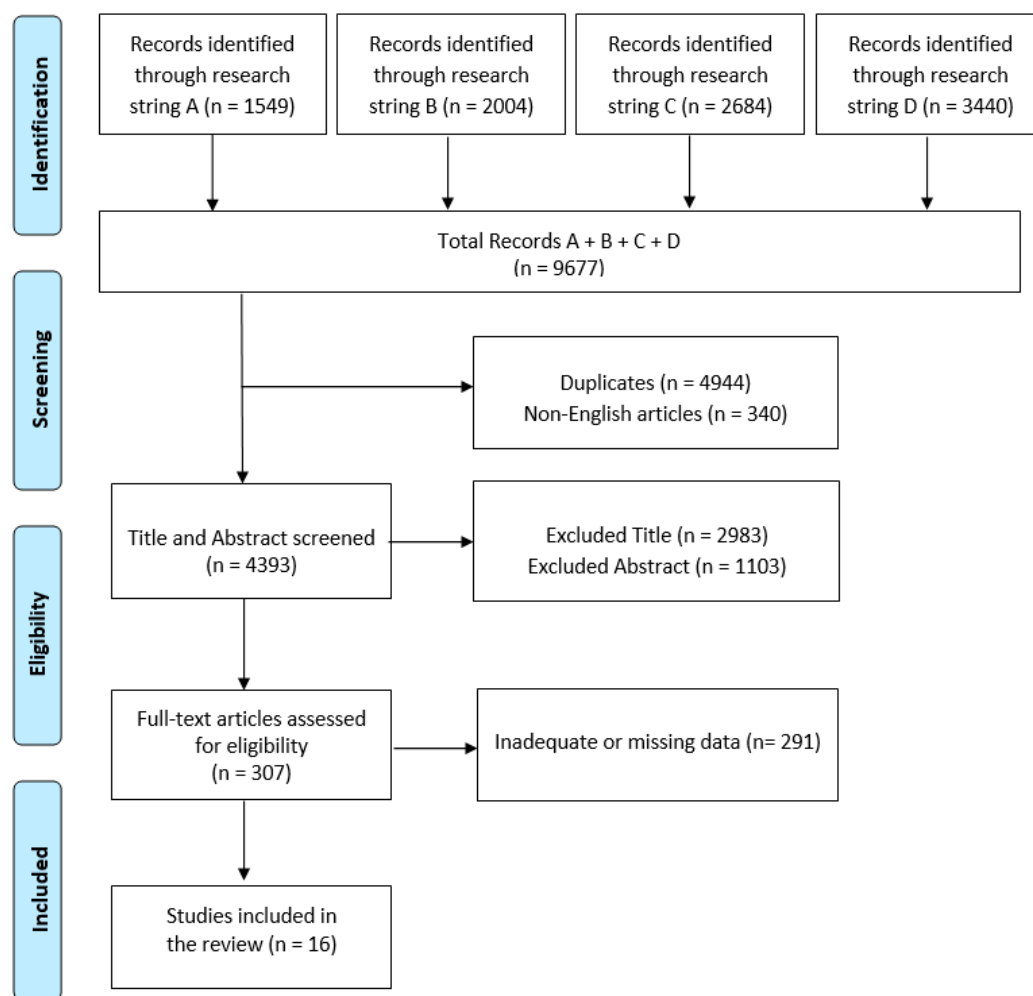 Identification
Records identified
through research
string A (n = 1549)
Records identified
through research
string B (n = 2004)
Records identified
through research
string C (n = 2684)
Records identified
through research
string D (n = 3440)
Total Records A + B + C + D
(n = 9677)
Screening
Duplicates (n = 4944)
Non-English articles (n = 340)
Title and Abstract screened
(n = 4393)
Excluded Title (n = 2983)
Excluded Abstract (n = 1103)
Eligibility
Full-text articles assessed
for eligibility
(n = 307)
Inadequate or missing data (n= 291)
Included
Studies included in
the review (n = 16)